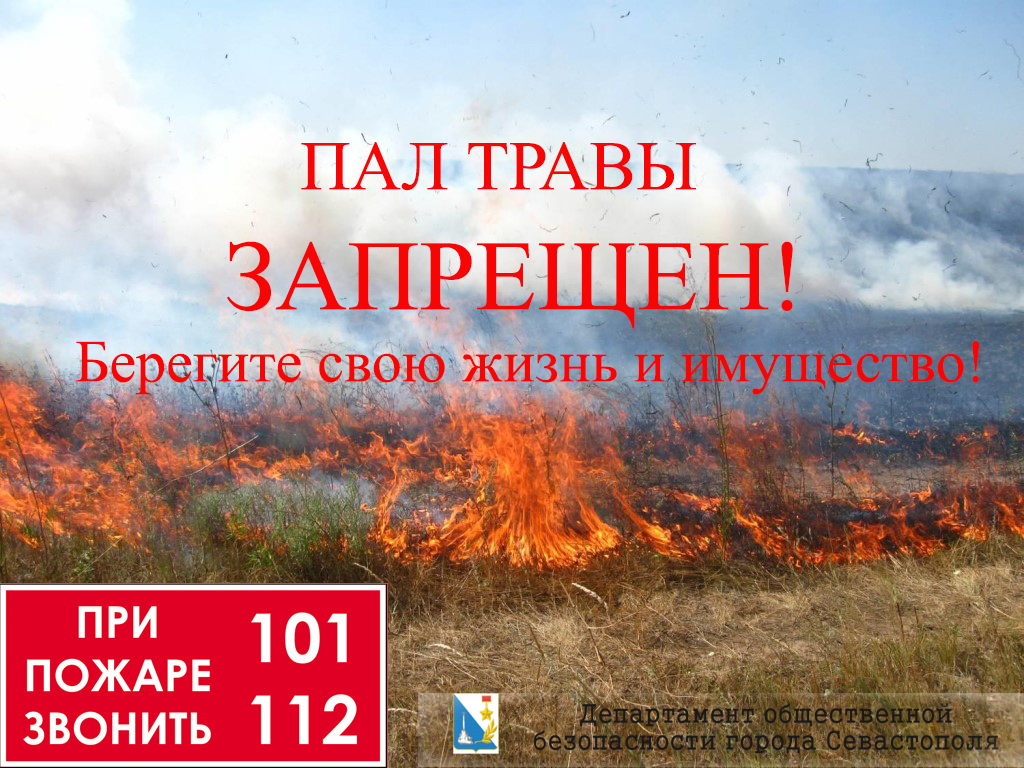 ПАЛ ТРАВЫ
ЗАПРЕЩЕН!
Берегите свою жизнь и имущество!
ПРИ
ПОЖАРЕ
ЗВОНИТЬ
101
112
Департамент общественной
безопасности города Севастополя